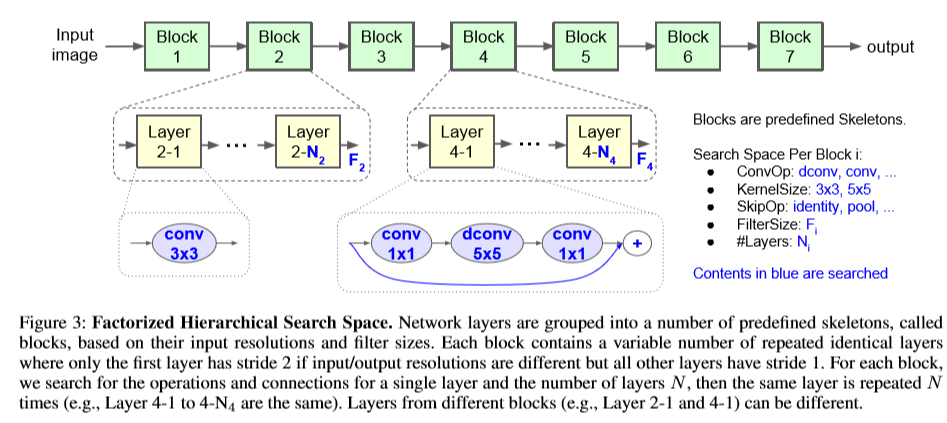 Input image
Block 1
Block 2
Block 3
Block 4
Block 5
Block 6
Block 7
output
Layer 2-1
...
Layer 2-N2
F2
Layer 4-1
...
Layer 4-N4
F4
conv 3x3
conv 1x1
dconv 5x5
conv 1x1
+
Blocks are predefined Skeletons.
Search Space Per Block i:
● ConvOp: dconv, conv, ...
● KernelSize: 3x3, 5x5
● SkipOp: identity, pool, ...
● FilterSize: Fi
● #Layers: Ni
Contents in blue are searched
Figure 3: Factorized Hierarchical Search Space. Network layers are grouped into a number of predefined skeletons, called
blocks, based on their input resolutions and filter sizes. Each block contains a variable number of repeated identical layers
where only the first layer has stride 2 if input/output resolutions are different but all other layers have stride 1. For each block,
we search for the operations and connections for a single layer and the number of layers N, then the same layer is repeated N
times (e.g., Layer 4-1 to 4-N4 are the same). Layers from different blocks (e.g., Layer 2-1 and 4-1) can be different.